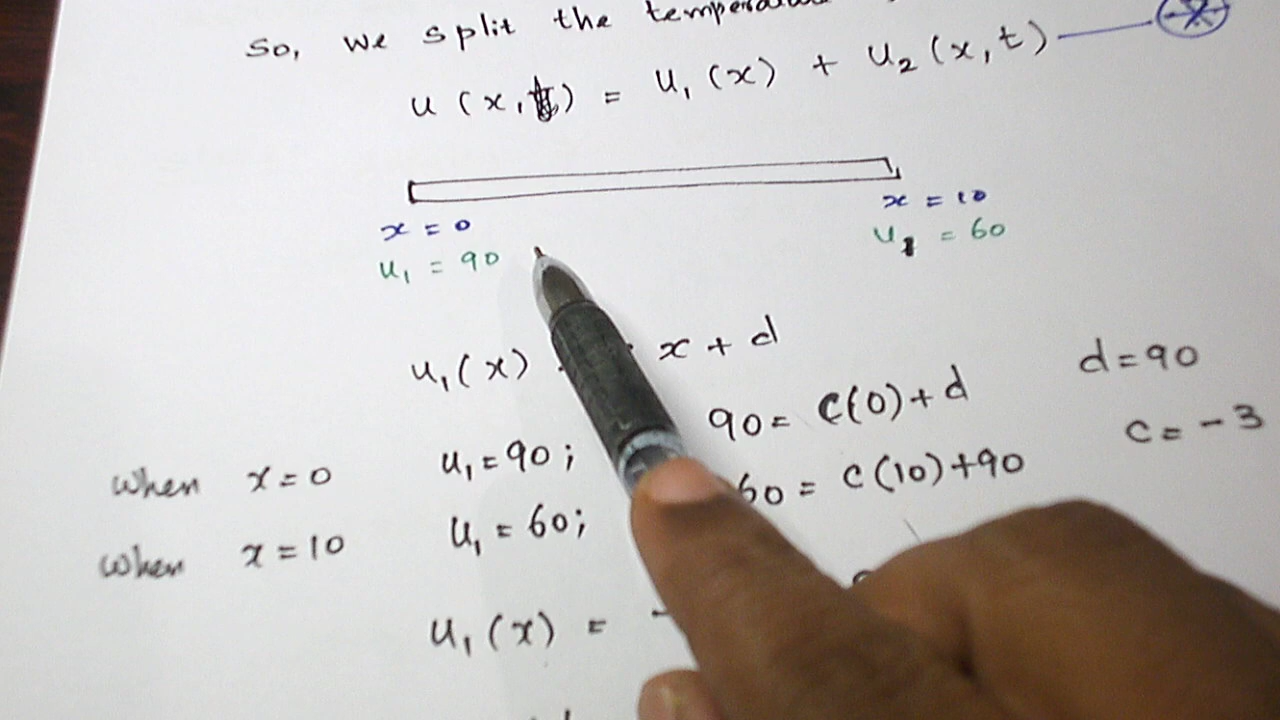 So, we split the
u (x,t) = u₁ (x) + u₂ (x,t)
x = 0
x = 10
u₁ = 90
u₁ = 60
u₁(x) x + d
d = 90
when x = 0 u₁ = 90; 90 = c(0) + d
c = -3
when x = 10 u₁ = 60; 60 = c(10) + 90
u₁(x) = -